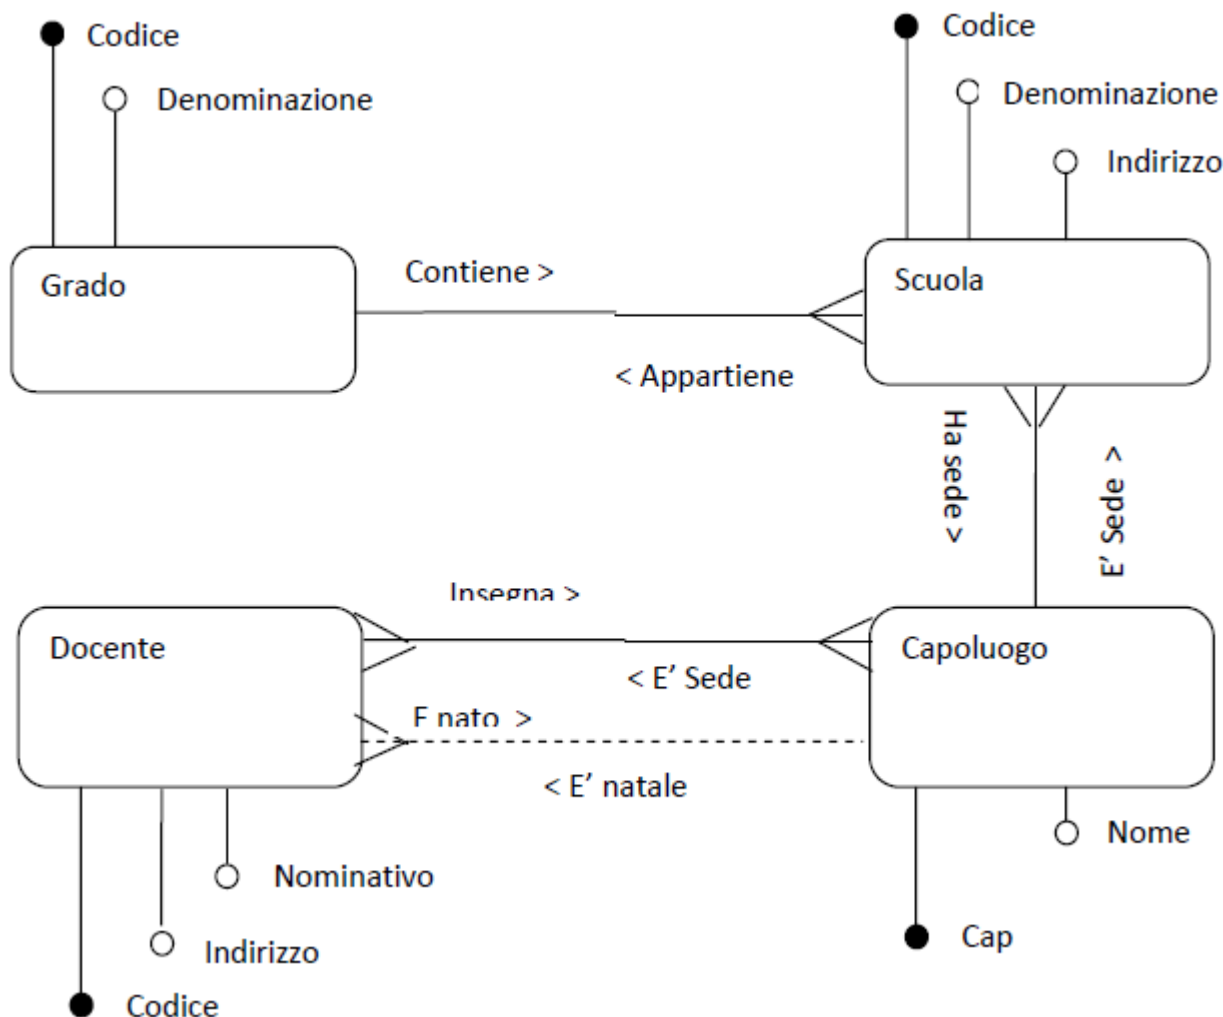 Codice
Denominazione
Grado
Contiene >
< Appartiene
Codice
Denominazione
Indirizzo
Scuola
Ha sede >
E' Sede >
Insegna >
Docente
Capoluogo
< E' Sede
E nato >
< E' natale
Nominativo
Indirizzo
Codice
Nome
Cap